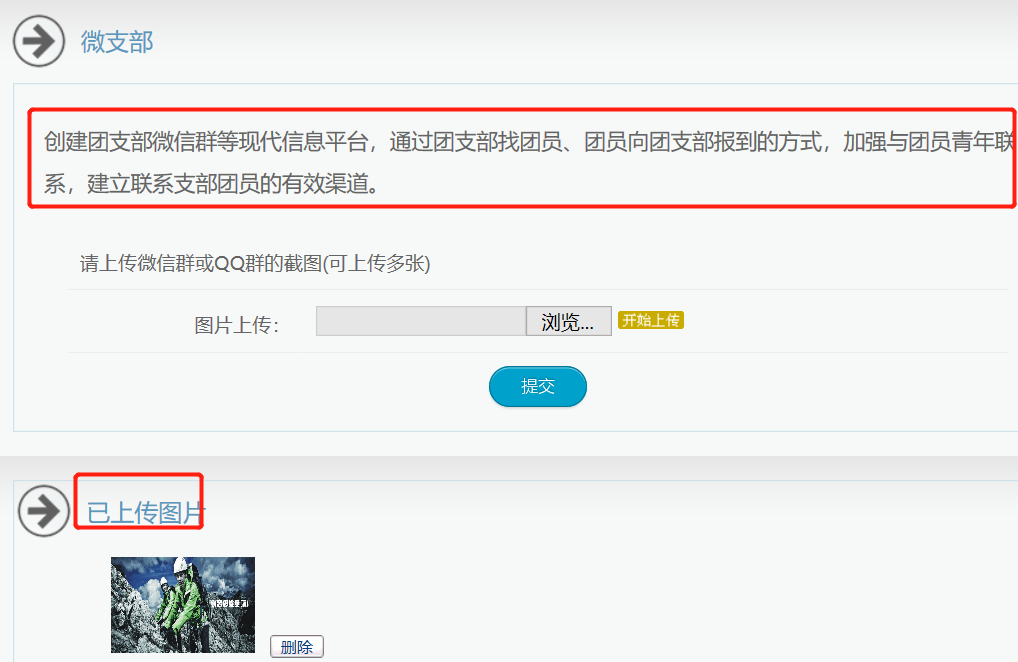 微支部
创建团支部微信群等现代信息平台，通过团支部找团员、团员向团支部报到的方式，加强与团员青年联
系，建立联系支部团员的有效渠道。
请上传微信群或QQ群的截图(可上传多张)
图片上传：
浏览...
开始上传
提交
已上传图片
删除